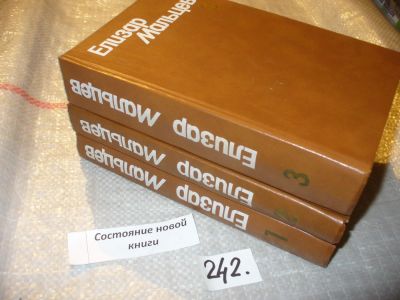 Елизар
Мальцев
Елизар Мальцев 3
Елизар Мальцев 2
Елизар Мальцев 1
Состояние новой
книги
242.